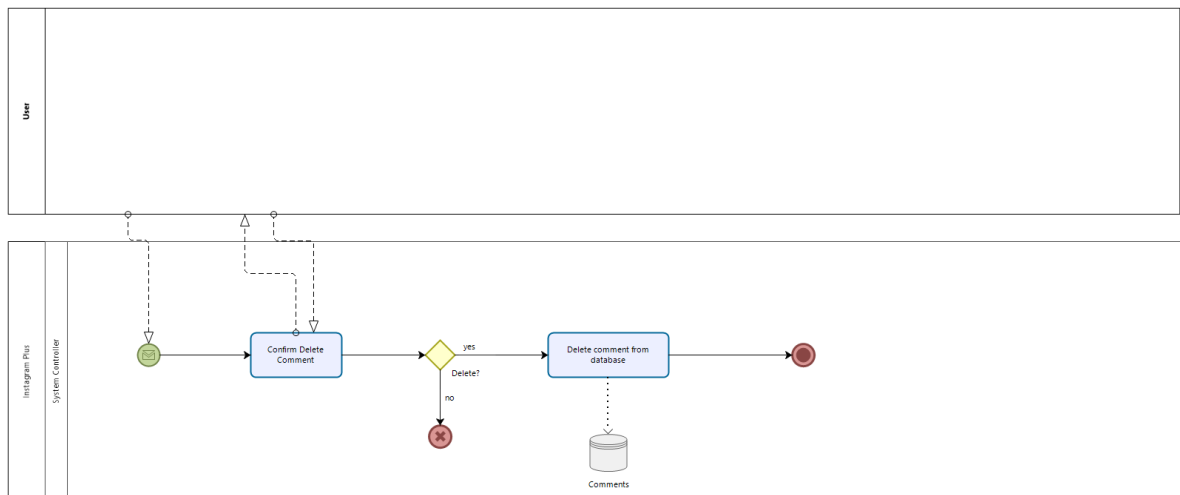 User
Instagram Plus
System Controller
Confirm Delete
Comment
yes
Delete?
no
Delete comment from
database
Comments